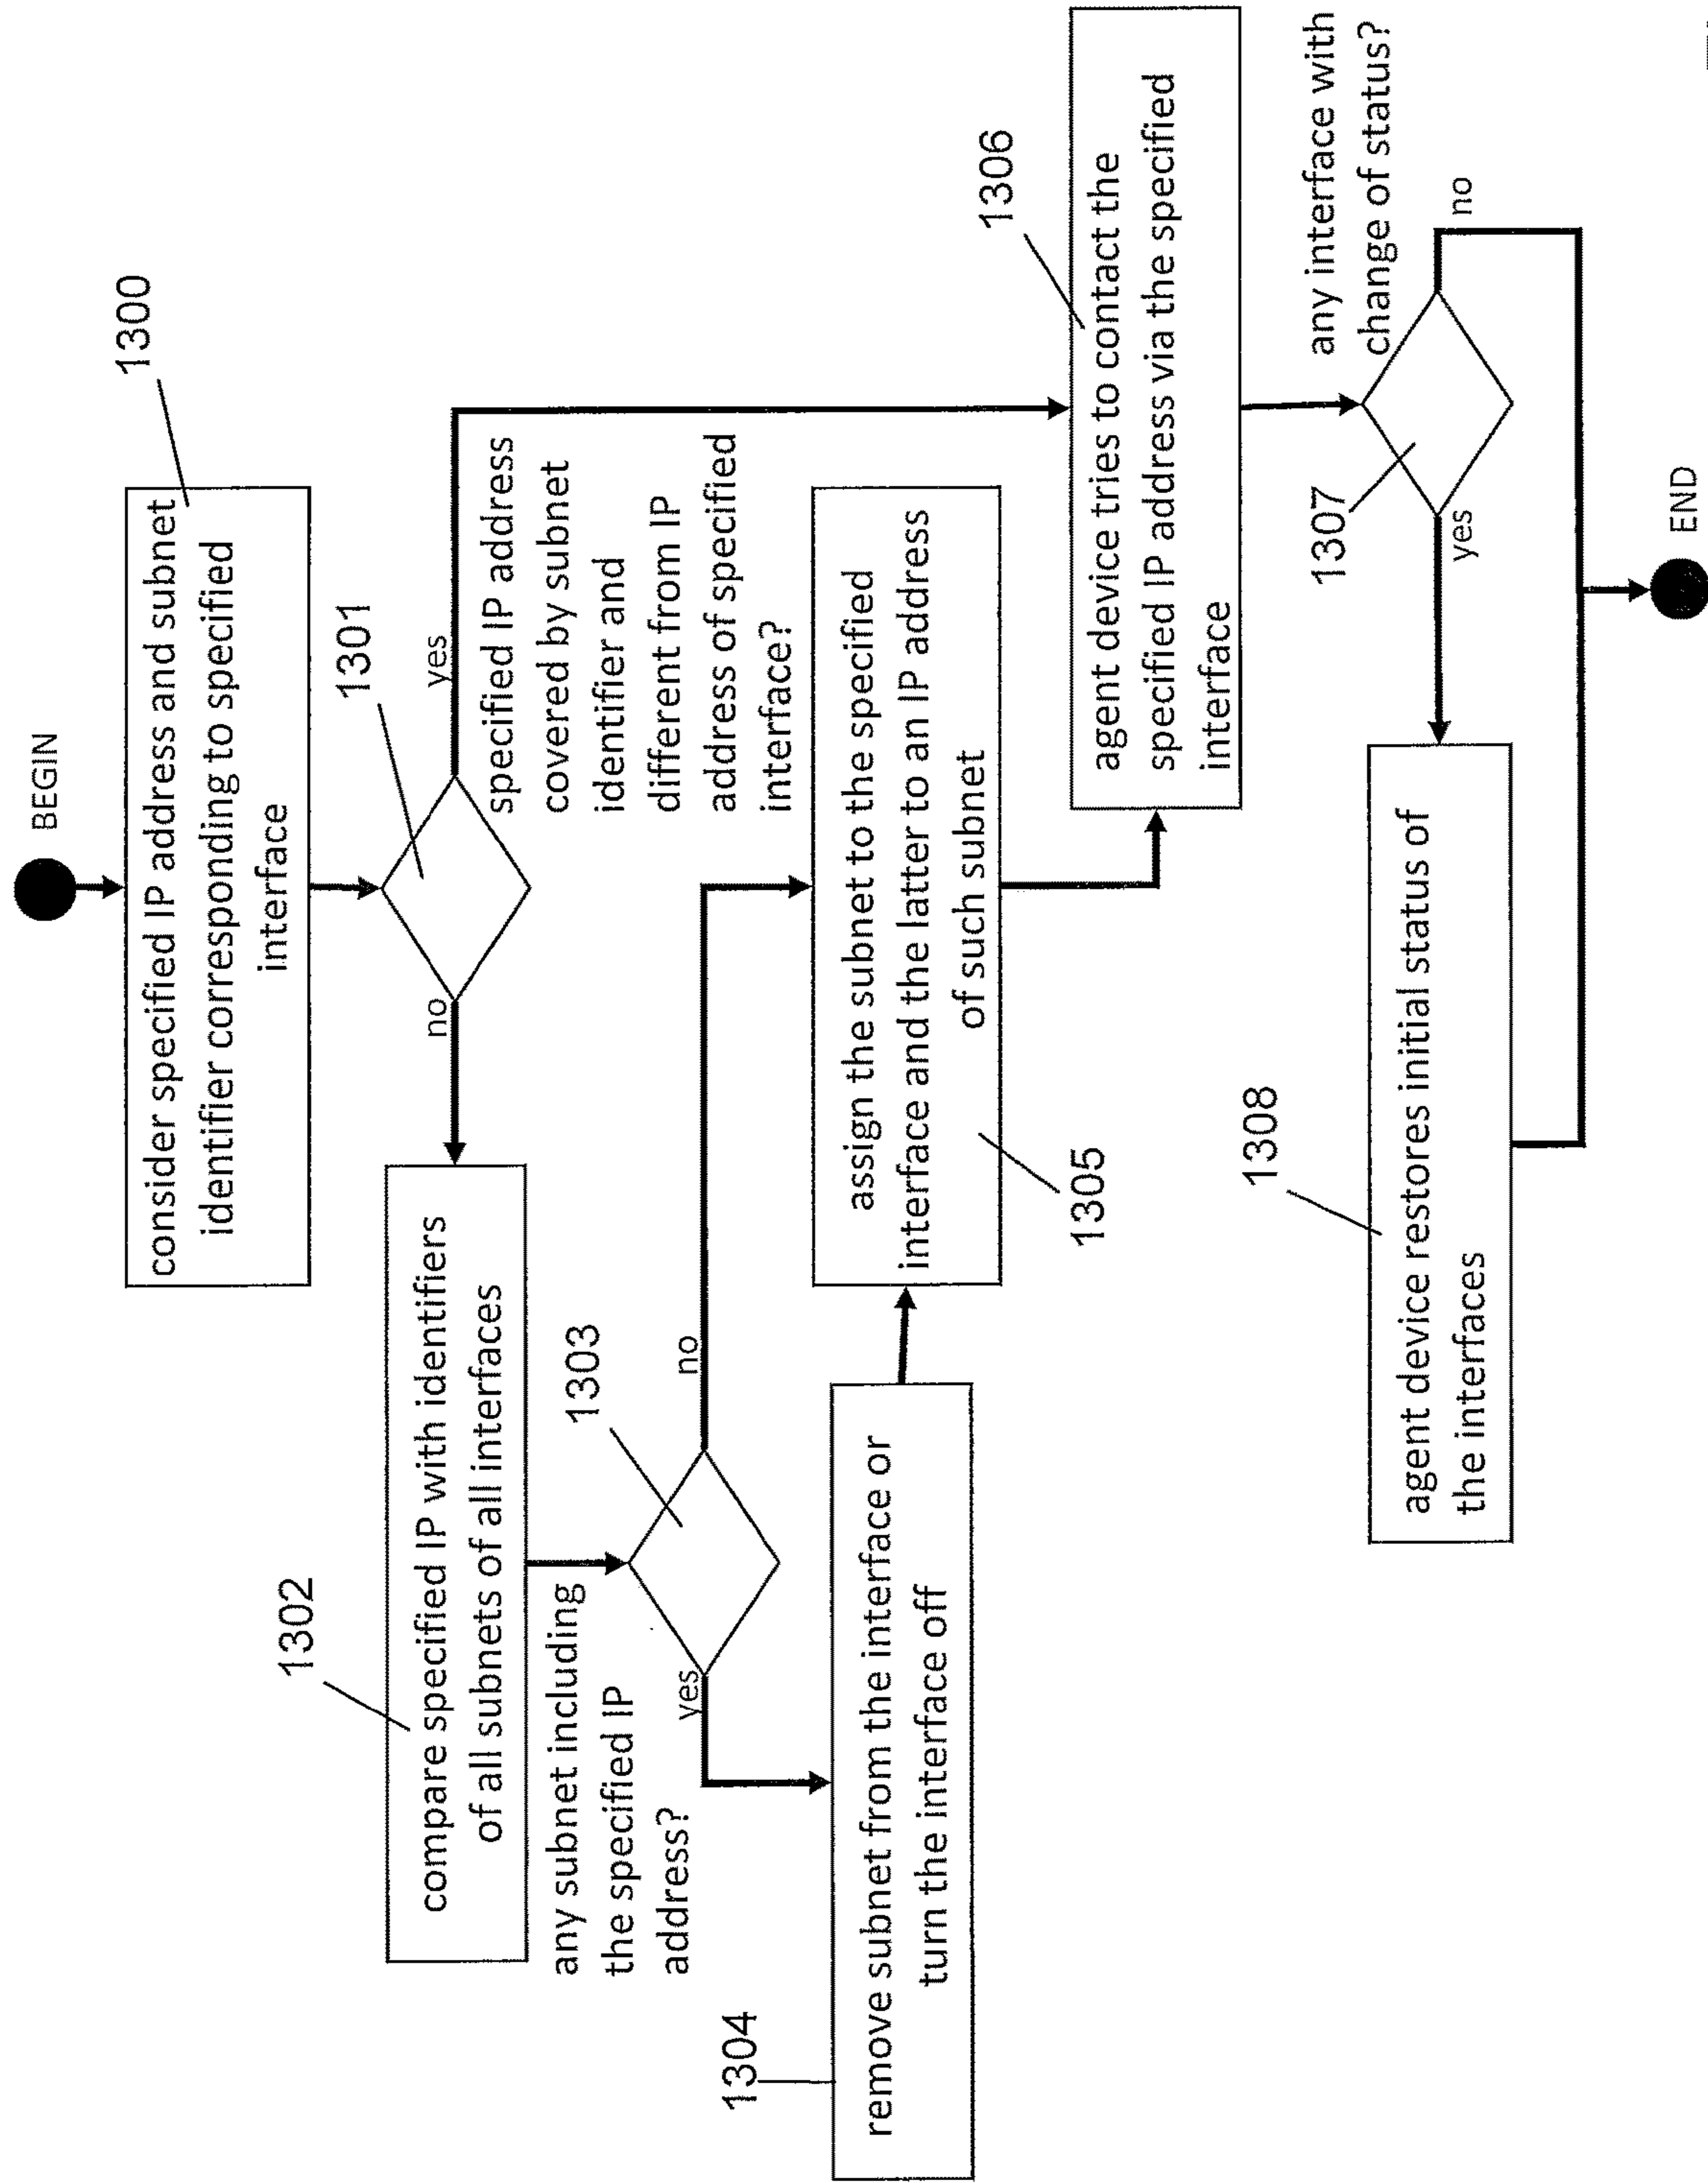 BEGIN
1300
consider specified IP address and subnet
identifier corresponding to specified
interface
1301
yes
no
specified IP address
covered by subnet
identifier and
different from IP
address of specified
interface?
1302
compare specified IP with identifiers
of all subnets of all interfaces
1303
any subnet including
the specified IP
address?
yes
no
1304
remove subnet from the interface or
turn the interface off
assign the subnet to the specified
interface and the latter to an IP address
of such subnet
1305
1306
agent device tries to contact the
specified IP address via the specified
interface
any interface with
change of status?
1307
yes
no
1308
agent device restores initial status of
the interfaces
END